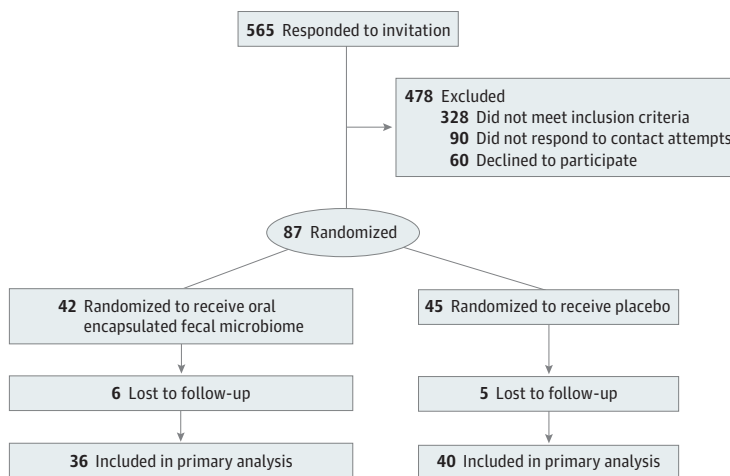 565 Responded to invitation
478 Excluded
328 Did not meet inclusion criteria
90 Did not respond to contact attempts
60 Declined to participate
87 Randomized
42 Randomized to receive oral
encapsulated fecal microbiome
45 Randomized to receive placebo
6 Lost to follow-up
5 Lost to follow-up
36 Included in primary analysis
40 Included in primary analysis